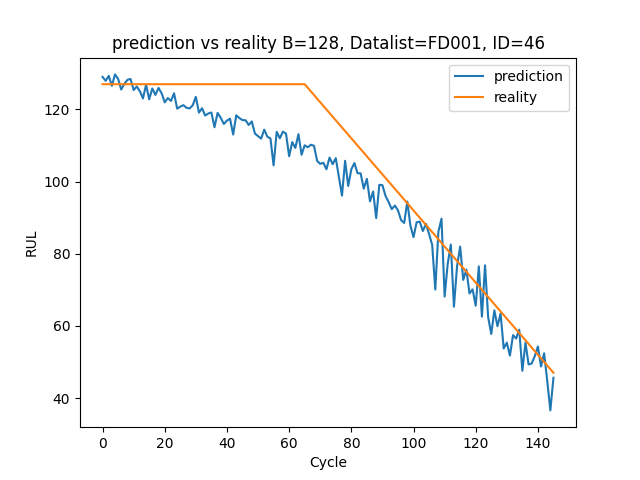 prediction vs reality B=128, Datalist=FD001, ID=46
prediction
reality
120
100
80
60
40
RUL
0 20 40 60 80 100 120 140
Cycle